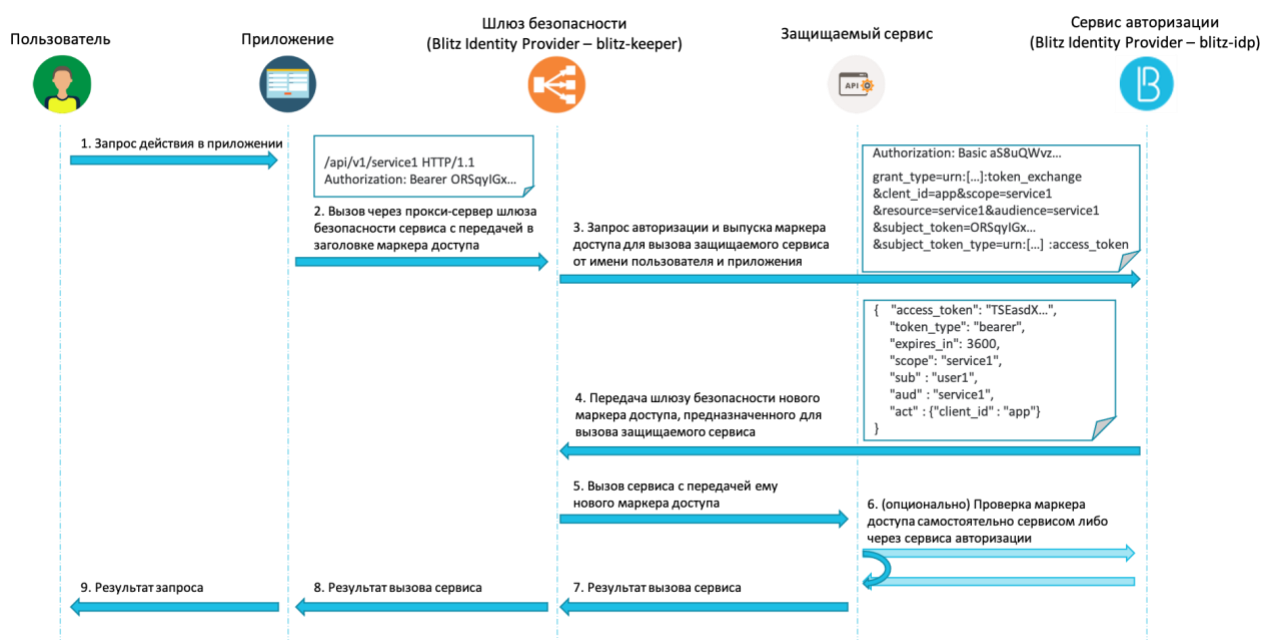 Пользователь
Приложение
Шлюз безопасности
(Blitz Identity Provider – blitz-keeper)
Защищаемый сервис
Сервис авторизации
(Blitz Identity Provider – blitz-idp)
API
1. Запрос действия в приложении
/api/v1/service1 HTTP/1.1
Authorization: Bearer ORSqyIGx...
2. Вызов через прокси-сервер шлюза
безопасности сервиса с передачей в
заголовке маркера доступа
3. Запрос авторизации и выпуска маркера
доступа для вызова защищаемого сервиса
от имени пользователя и приложения
Authorization: Basic aS8uQWvz...
grant_type=urn:[...]:token_exchange
&clent_id=app&scope=service1
&resource=service1&audience=service1
&subject_token=ORSqyIGx...
&subject_token_type=urn:[...] :access_token
{ "access_token": "TSEasdX...",
"token_type": "bearer",
"expires_in": 3600,
"scope": "service1",
"sub" : "user1",
"aud" : "service1",
"act" : {"client_id" : "app"}
}
4. Передача шлюзу безопасности нового
маркера доступа, предназначенного для
вызова защищаемого сервиса
5. Вызов сервиса с передачей ему
нового маркера доступа
6. (опционально) Проверка маркера
доступа самостоятельно сервисом либо
через сервиса авторизации
7. Результат вызова сервиса
8. Результат вызова сервиса
9. Результат запроса